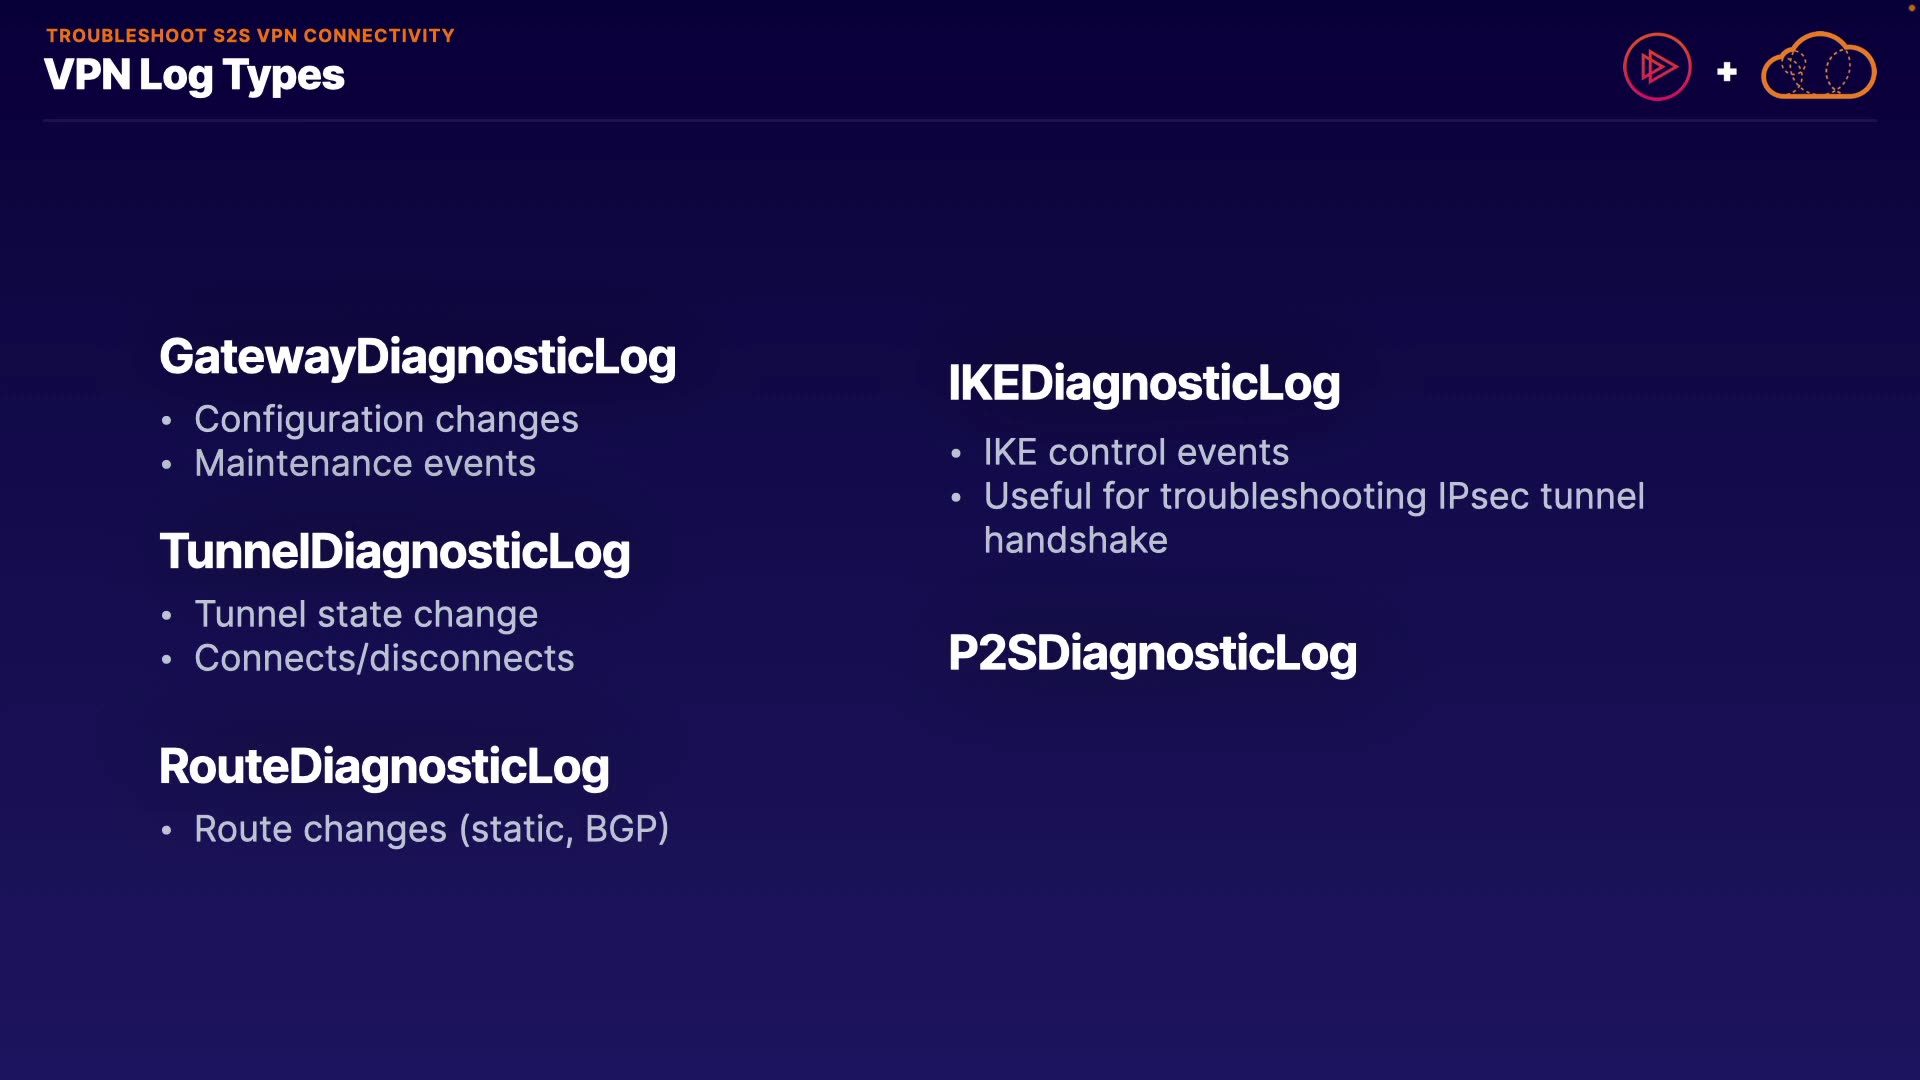 TROUBLESHOOT S2S VPN CONNECTIVITY
VPN Log Types
GatewayDiagnosticLog
• Configuration changes
• Maintenance events
TunnelDiagnosticLog
• Tunnel state change
• Connects/disconnects
RouteDiagnosticLog
• Route changes (static, BGP)
IKEDiagnosticLog
• IKE control events
• Useful for troubleshooting IPsec tunnel
handshake
P2SDiagnosticLog